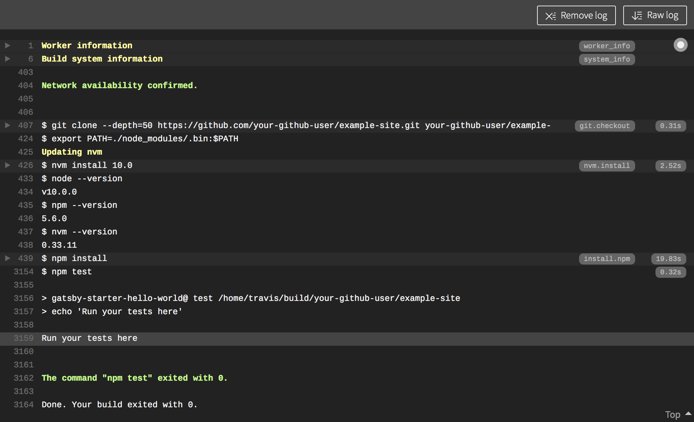 Remove log
Raw log
1 Worker information worker_info
6 Build system information system_info
403
404 Network availability confirmed.
405
406
407 $ git clone --depth=50 https://github.com/your-github-user/example-site.git your-github-user/example- git.checkout 0.31s
424 $ export PATH=./node_modules/.bin:$PATH
425 Updating nvm
426 $ nvm install 10.0 nvm.install 2.52s
433 $ node --version
434 v10.0.0
435 $ npm --version
436 5.6.0
437 $ nvm --version
438 0.33.11
439 $ npm install install.npm 19.83s
3154 $ npm test 0.32s
3155
3156 > gatsby-starter-hello-world@ test /home/travis/build/your-github-user/example-site
3157 > echo 'Run your tests here'
3158
3159 Run your tests here
3160
3161
3162 The command "npm test" exited with 0.
3163
3164 Done. Your build exited with 0.
Top